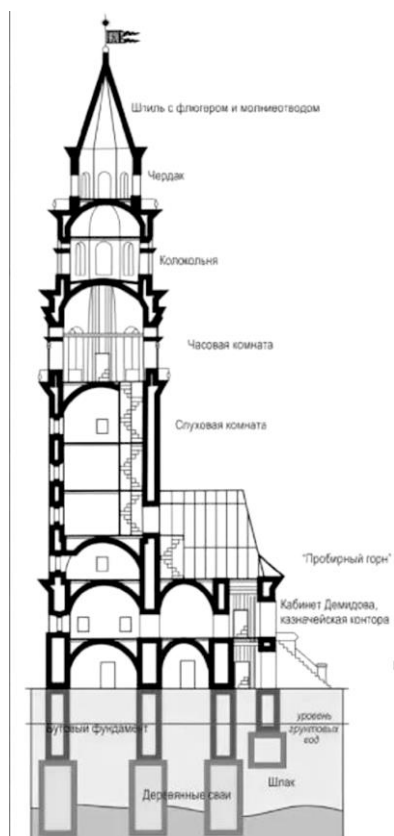 Шпиль с флюгером и молниеотводом
Чердак
Колокольня
Часовая комната
Слуховая комната
"Пробирный горн"
Кабинет Демидова,
казначейская контора
Бутовый фундамент
уровень
грунтовых
вод
Шлак
Деревянные сваи